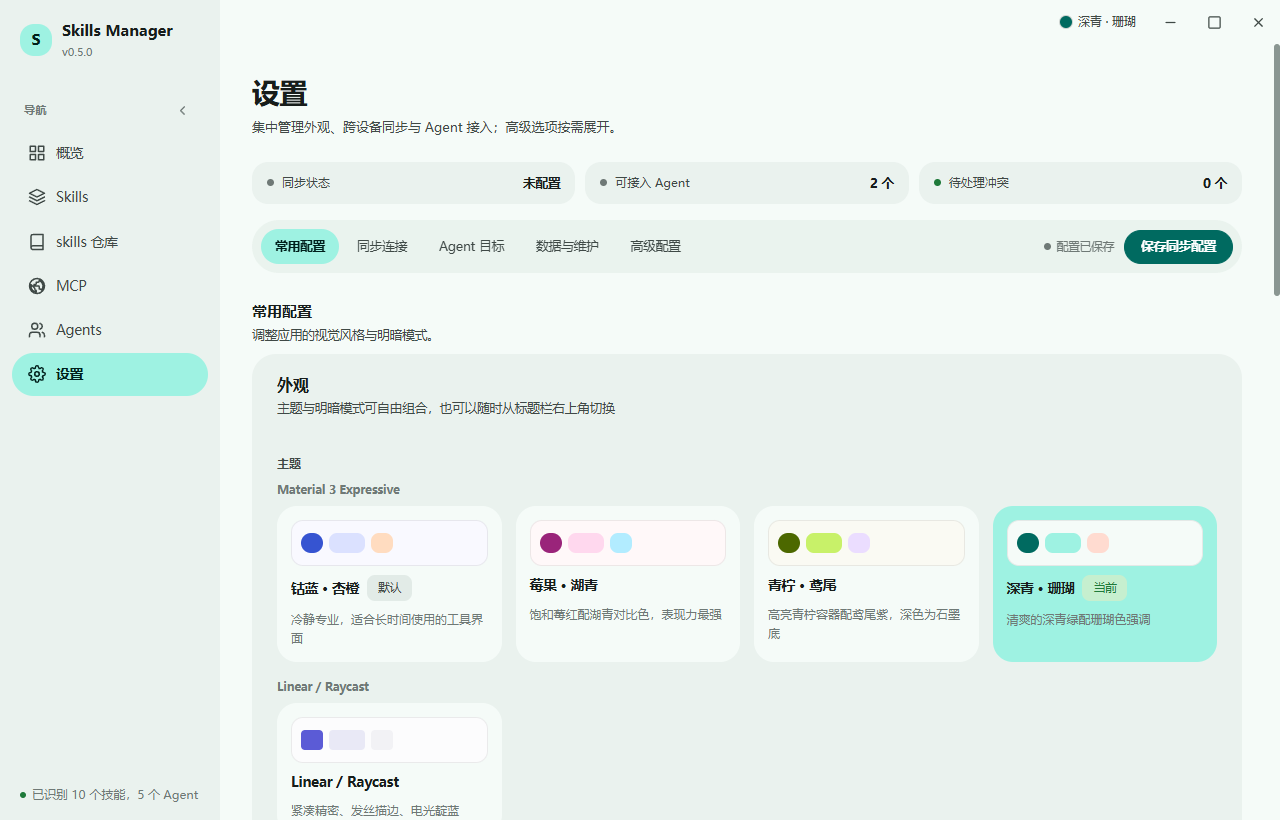 S
Skills Manager
v0.5.0
导航
概览
Skills
skills 仓库
MCP
Agents
设置
已识别 10 个技能，5 个 Agent
深青 · 珊瑚
设置
集中管理外观、跨设备同步与 Agent 接入；高级选项按需展开。
同步状态 未配置
可接入 Agent 2 个
待处理冲突 0 个
常用配置 同步连接 Agent 目标 数据与维护 高级配置 配置已保存 保存同步配置
常用配置
调整应用的视觉风格与明暗模式。
外观
主题与明暗模式可自由组合，也可以随时从标题栏右上角切换
主题
Material 3 Expressive
钴蓝 • 杏橙 默认
冷静专业，适合长时间使用的工具界
面
莓果 • 湖青
饱和莓红配湖青对比色，表现力最强
青柠 • 鸢尾
高亮青柠容器配鸢尾紫，深色为石墨
底
深青 • 珊瑚 当前
清爽的深青绿配珊瑚色强调
Linear / Raycast
Linear / Raycast
紧凑精密、发丝描边、电光靛蓝